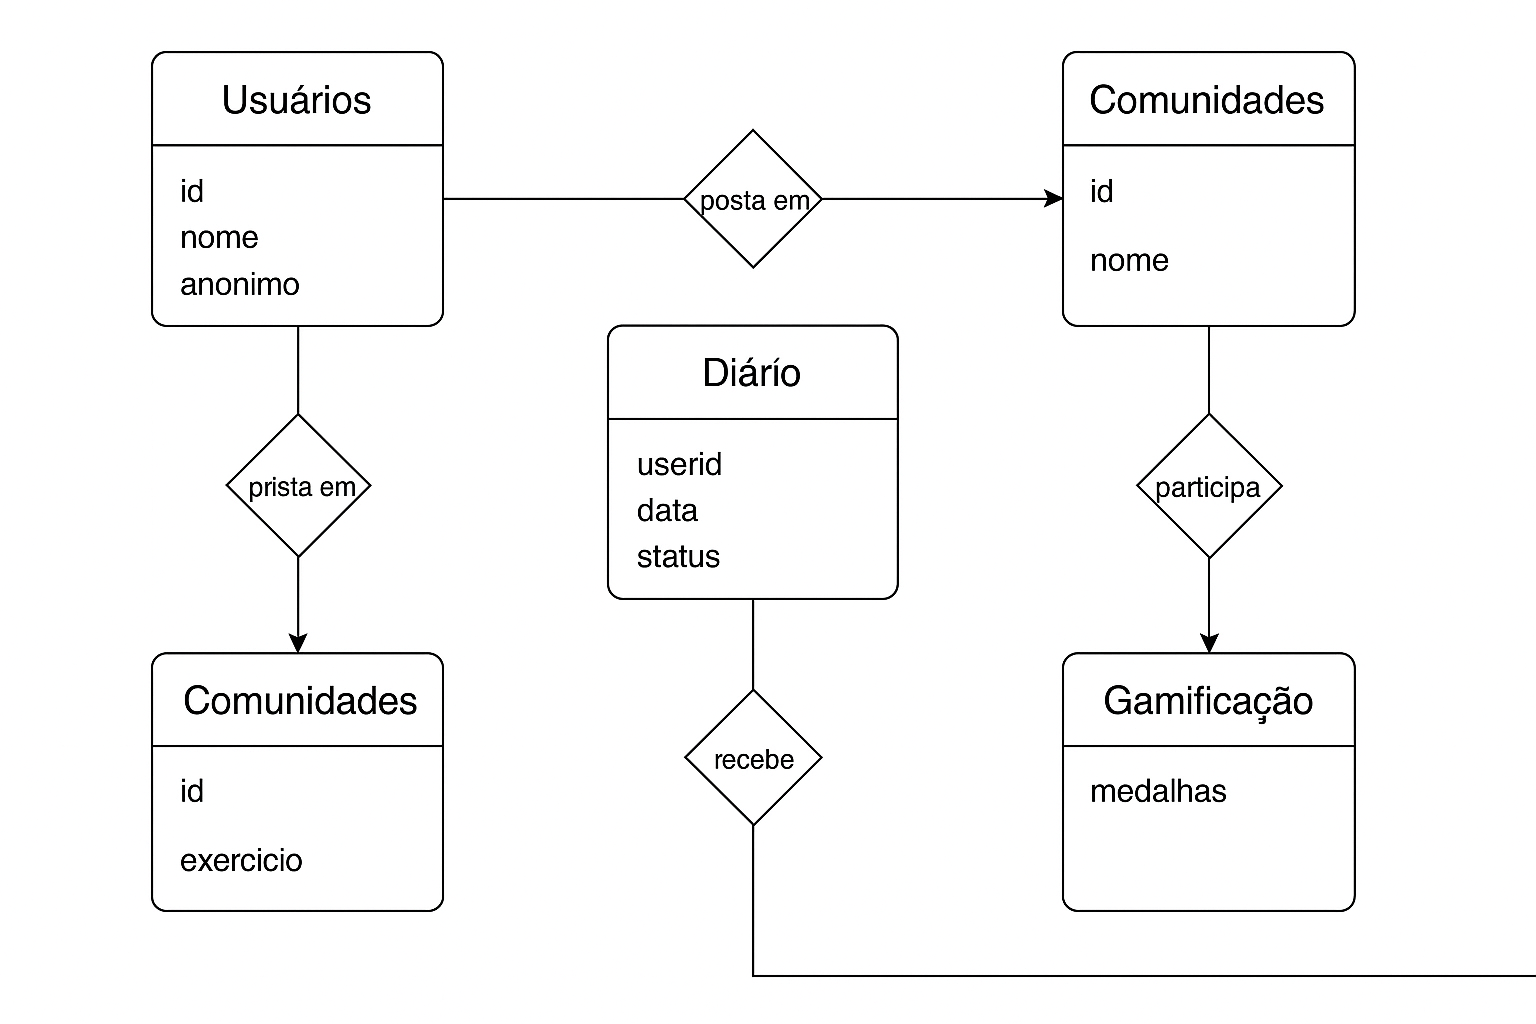 Usuários
id
nome
anonimo
posta em
Comunidades
id
nome
Diárío
userid
data
status
prista em
participa
Comunidades
id
exercicio
recebe
Gamificação
medalhas